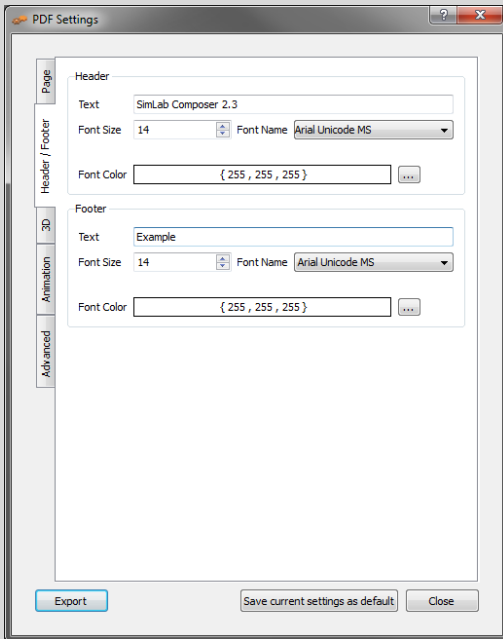 PDF Settings
?
X
Page
Header / Footer
3D
Animation
Advanced
Header
Text SimLab Composer 2.3
Font Size 14 Font Name Arial Unicode MS
Font Color { 255 , 255 , 255 } ...
Footer
Text Example
Font Size 14 Font Name Arial Unicode MS
Font Color { 255 , 255 , 255 } ...
Export Save current settings as default Close